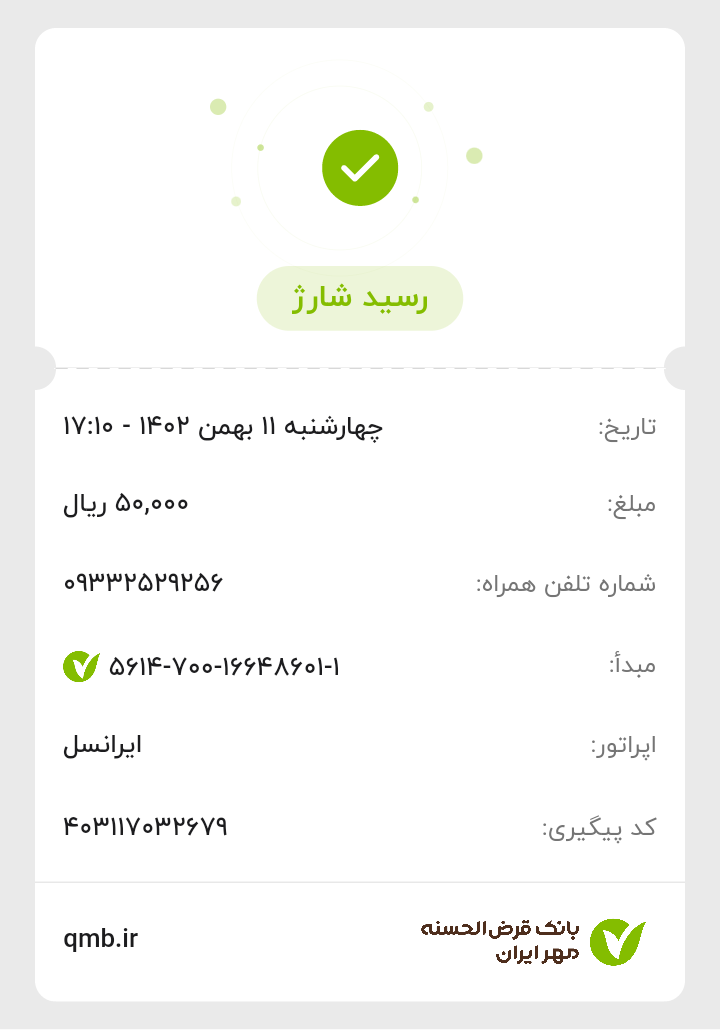 رسید شارژ
تاریخ: چهارشنبه ۱۱ بهمن ۱۴۰۲ - ۱۷:۱۰
مبلغ: ۵۰,۰۰۰ ریال
شماره تلفن همراه: ۰۹۳۳۲۵۲۹۲۵۶
مبدأ: ۵۶۱۴-۷۰۰-۱۶۶۴۸۶۰۱-۱
اپراتور: ایرانسل
کد پیگیری: ۴۰۳۱۱۷۰۳۲۶۷۹
بانک قرض‌الحسنه
مهر ایران
qmb.ir